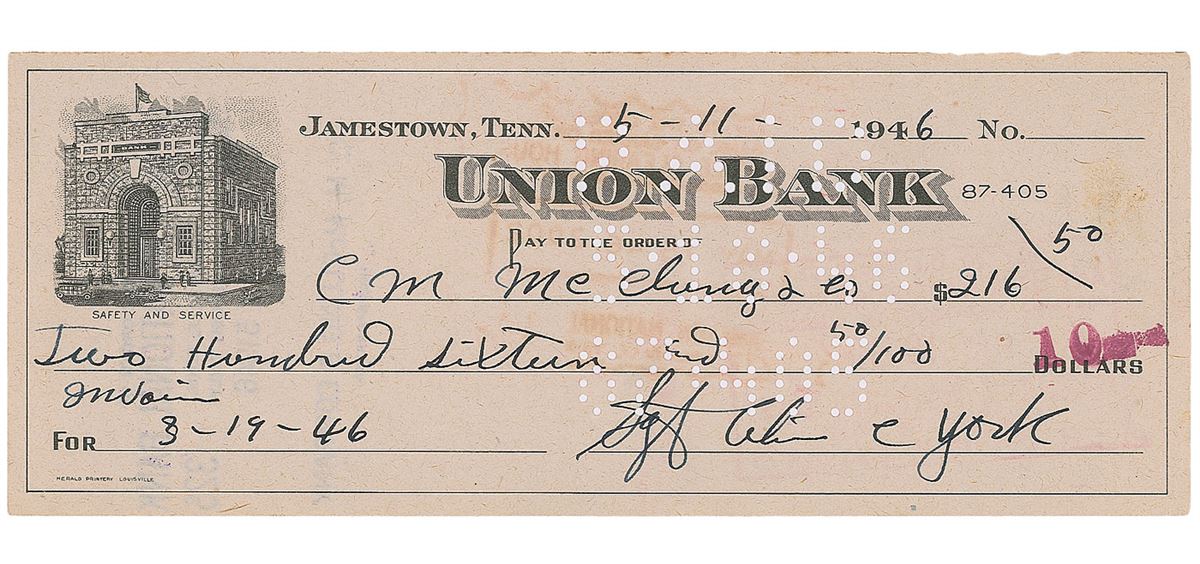 BANK
JAMESTOWN, TENN. 5-11- 1946 No.
UNION BANK 87-405
PAY TO THE ORDER OF
C M McClung & Co $216 50
SAFETY AND SERVICE
Two Hundred Sixteen and 50/100 DOLLARS
10
Invoice
FOR 3-19-46
Sgt Alvin C York
HERALD PRINTERY LOUISVILLE